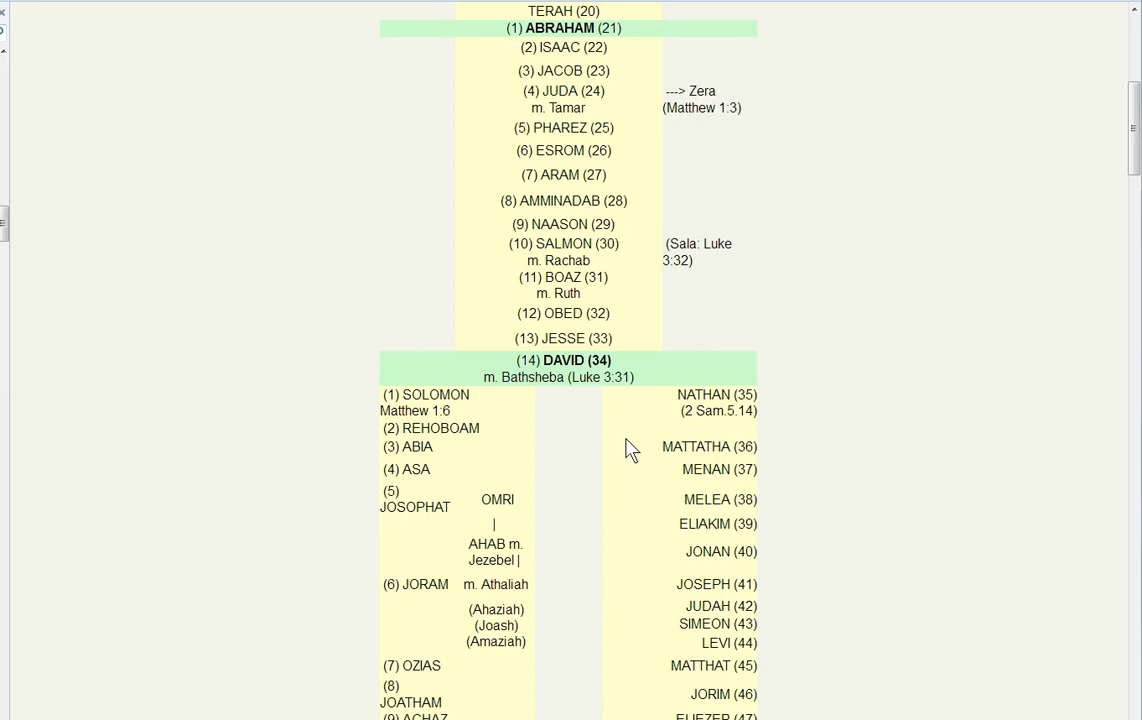 TERAH (20)
(1) ABRAHAM (21)
(2) ISAAC (22)
(3) JACOB (23)
(4) JUDA (24)
m. Tamar
---> Zera
(Matthew 1:3)
(5) PHAREZ (25)
(6) ESROM (26)
(7) ARAM (27)
(8) AMMINADAB (28)
(9) NAASON (29)
(10) SALMON (30)
m. Rachab
(Sala: Luke
3:32)
(11) BOAZ (31)
m. Ruth
(12) OBED (32)
(13) JESSE (33)
(14) DAVID (34)
m. Bathsheba (Luke 3:31)
(1) SOLOMON
Matthew 1:6
(2) REHOBOAM
(3) ABIA
(4) ASA
(5)
JOSOPHAT
OMRI
|
AHAB m.
Jezebel |
(6) JORAM
m. Athaliah
(Ahaziah)
(Joash)
(Amaziah)
(7) OZIAS
(8)
JOATHAM
(9) ACHAZ
NATHAN (35)
(2 Sam.5.14)
MATTATHA (36)
MENAN (37)
MELEA (38)
ELIAKIM (39)
JONAN (40)
JOSEPH (41)
JUDAH (42)
SIMEON (43)
LEVI (44)
MATTHAT (45)
JORIM (46)
ELIEZER (47)